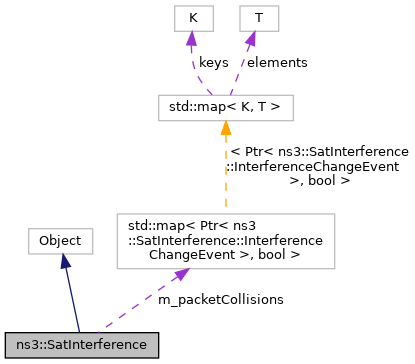 K
T
keys
elements
std::map< K, T >
< Ptr< ns3::SatInterference
::InterferenceChangeEvent
>, bool >
std::map< Ptr< ns3
::SatInterference::Interference
ChangeEvent >, bool >
Object
m_packetCollisions
ns3::SatInterference